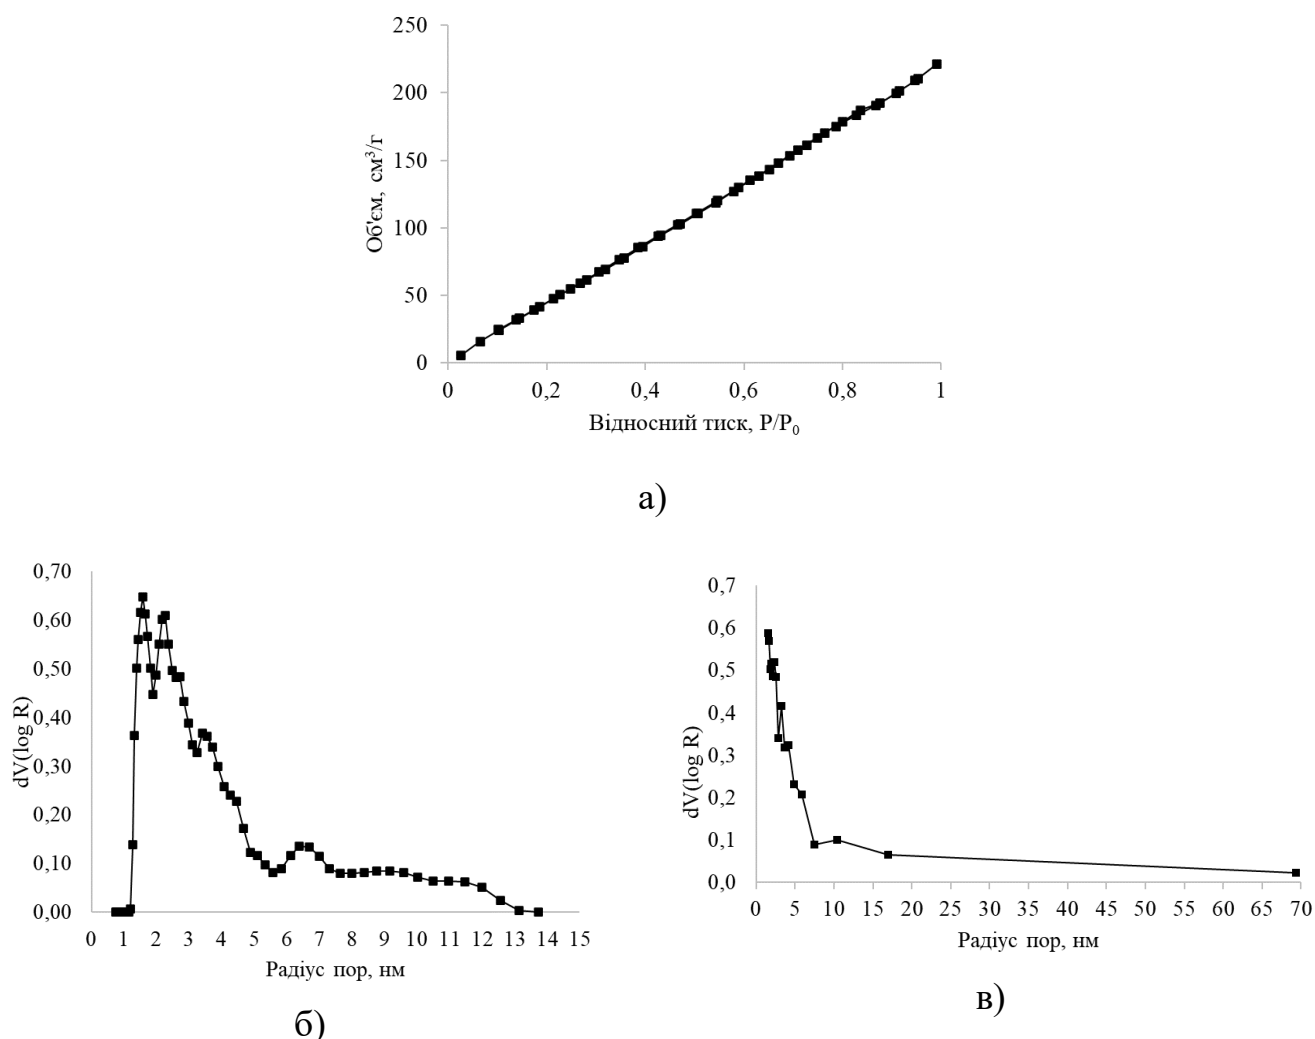 250
200
150
100
50
0
Об'єм, см³/г
0 0,2 0,4 0,6 0,8 1
Відносний тиск, P/P₀
а)
0,70
0,60
0,50
0,40
0,30
0,20
0,10
0,00
dV(log R)
0 1 2 3 4 5 6 7 8 9 10 11 12 13 14 15
Радіус пор, нм
б)
0,7
0,6
0,5
0,4
0,3
0,2
0,1
0,0
dV(log R)
0 5 10 15 20 25 30 35 40 45 50 55 60 65 70
Радіус пор, нм
в)